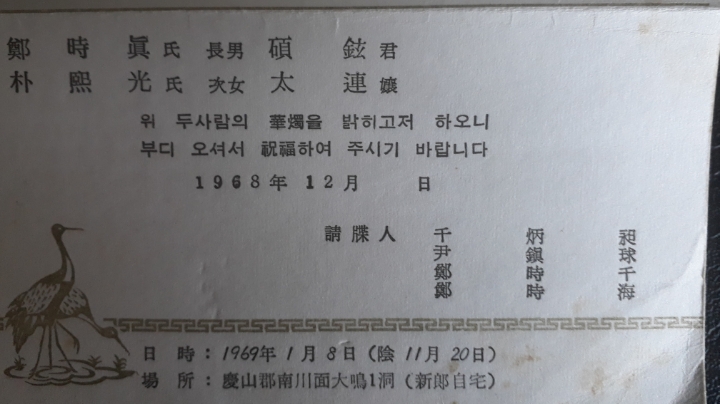 鄭時眞氏 長男 碩鉉君
朴熙光氏 次女 太連孃
위 두사람의 華燭을 밝히고저 하오니
부디 오셔서 祝福하여 주시기 바랍니다
1968年 12月 日
請牒人 千炳昶
尹鎭球
鄭時千
鄭時海
日時 : 1969年 1月 8日 (陰 11月 20日)
場所 : 慶山郡南川面大鳴1洞 (新郞自宅)